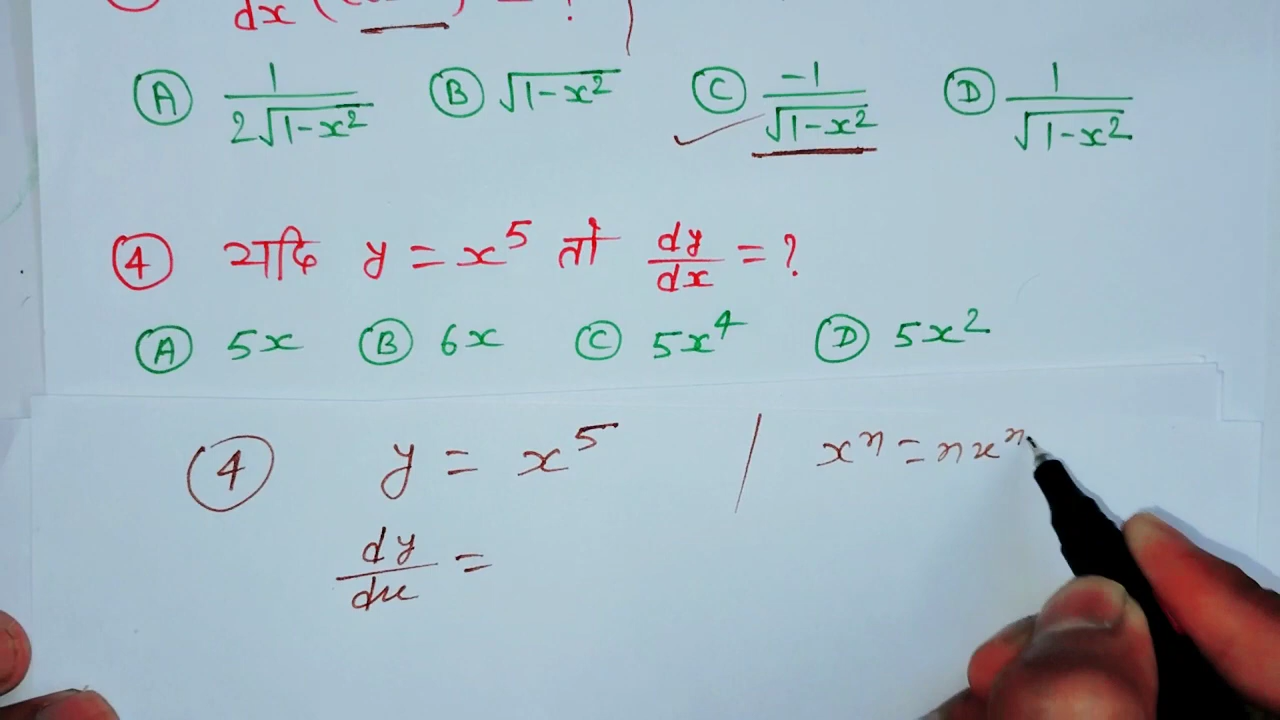 dx = ?
(A) 1/2√1-x² (B) √1-x² (C) -1/√1-x² (D) 1/√1-x²
(4) यदि y = x⁵ तो dy/dx = ?
(A) 5x (B) 6x (C) 5x⁴ (D) 5x²
(4) y = x⁵ / xⁿ = nxⁿ
dy/dx =